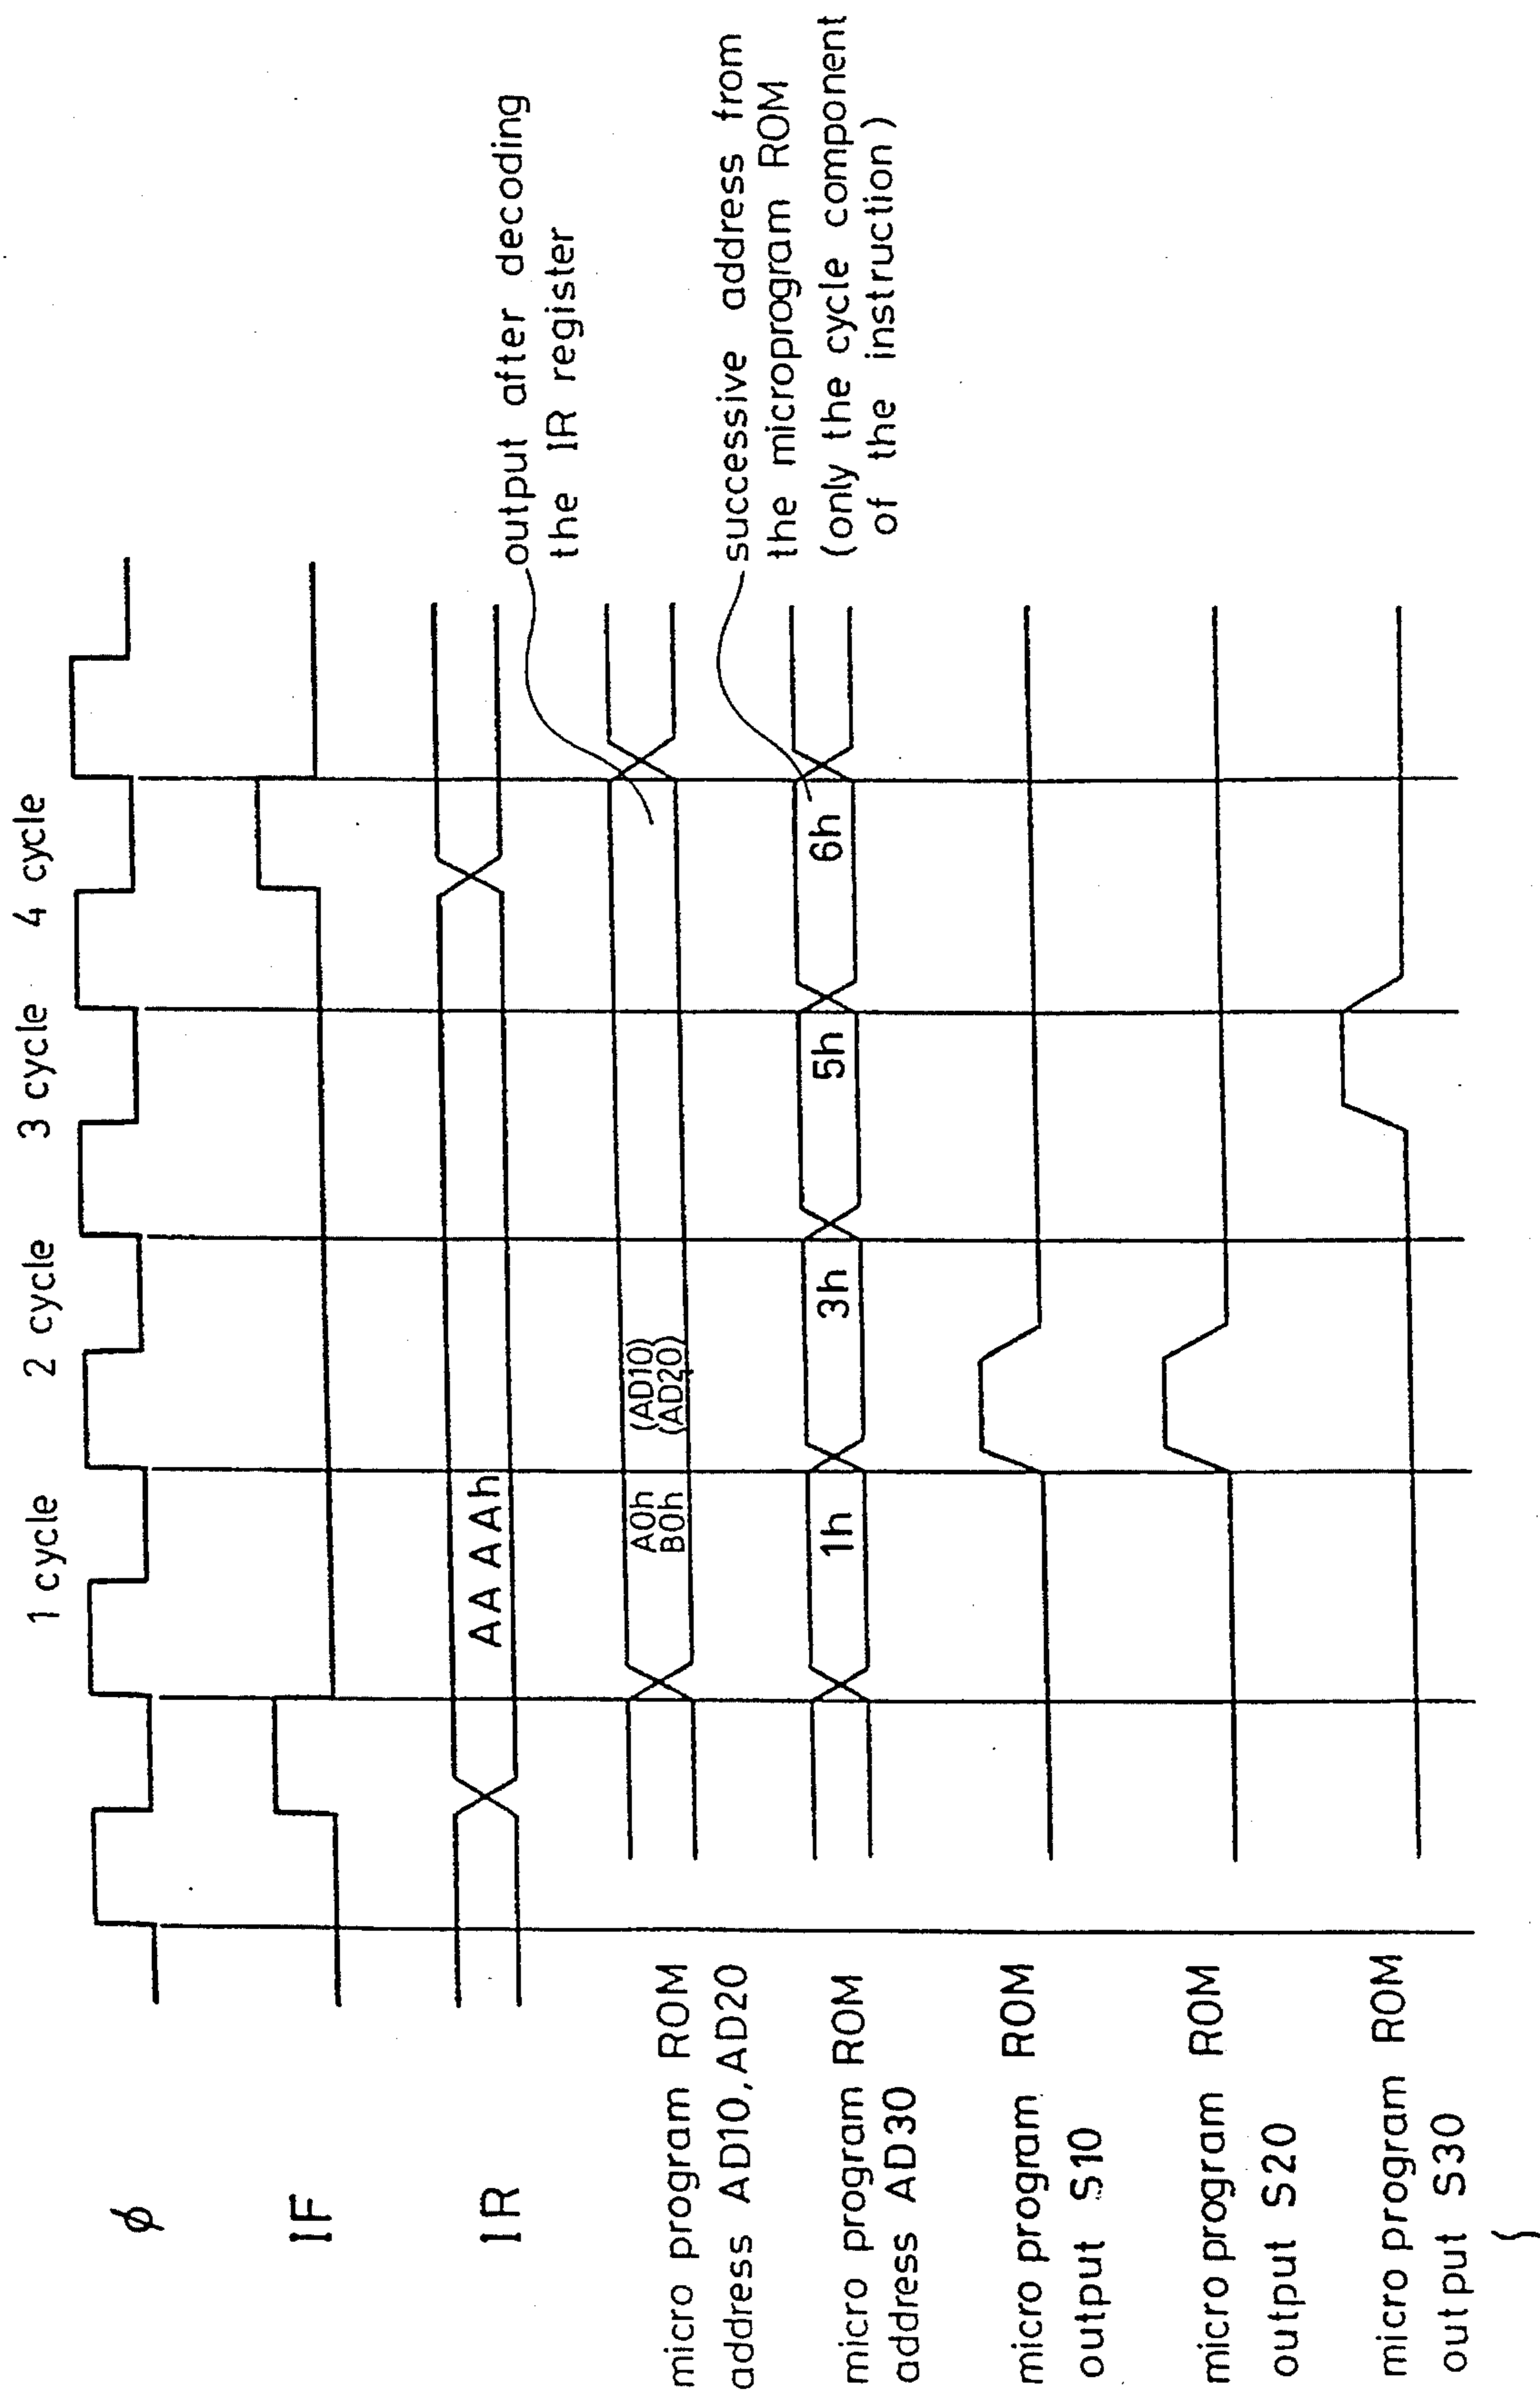 1 cycle
2 cycle
3 cycle
4 cycle
ϕ
IF
IR
AAAAh
output after decoding
the IR register
micro program ROM
address AD10,AD20
A0h (AD10)
B0h (AD20)
successive address from
the microprogram ROM
(only the cycle component
of the instruction)
micro program ROM
address AD30
1h
3h
5h
6h
micro program ROM
output S10
micro program ROM
output S20
micro program ROM
output S30